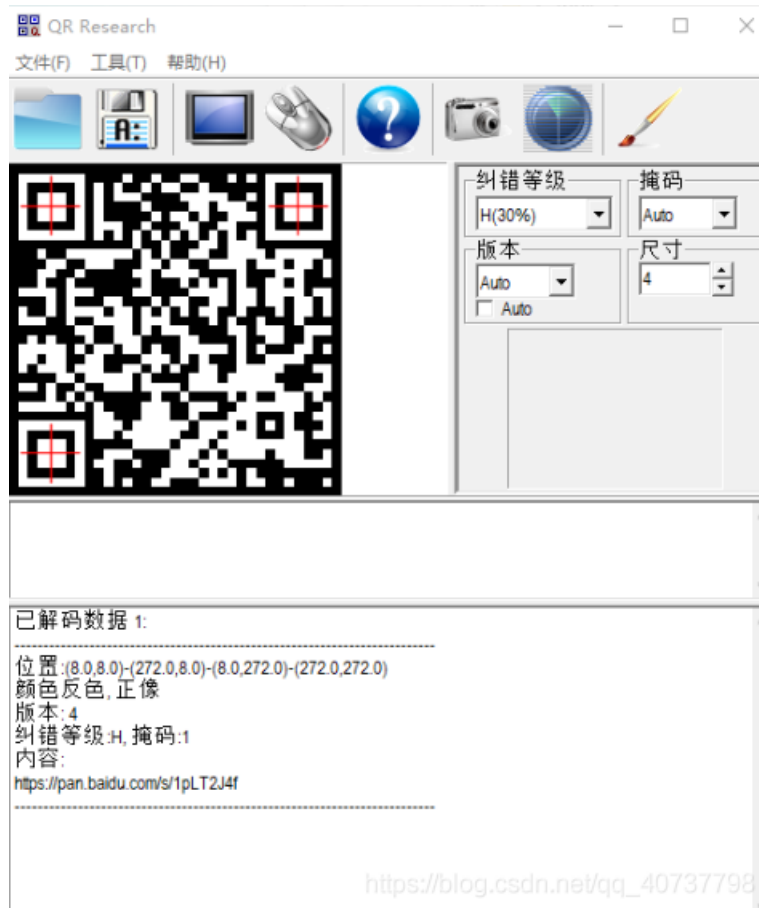 QR Research
文件(F) 工具(T) 帮助(H)
A:
纠错等级
掩码
H(30%)
Auto
版本
尺寸
Auto
4
Auto
已解码数据 1:
位置:(8.0,8.0)-(272.0,8.0)-(8.0,272.0)-(272.0,272.0)
颜色反色, 正像
版本: 4
纠错等级:H, 掩码:1
内容:
https://pan.baidu.com/s/1pLT2J4f
https://blog.csdn.net/qq_40737798